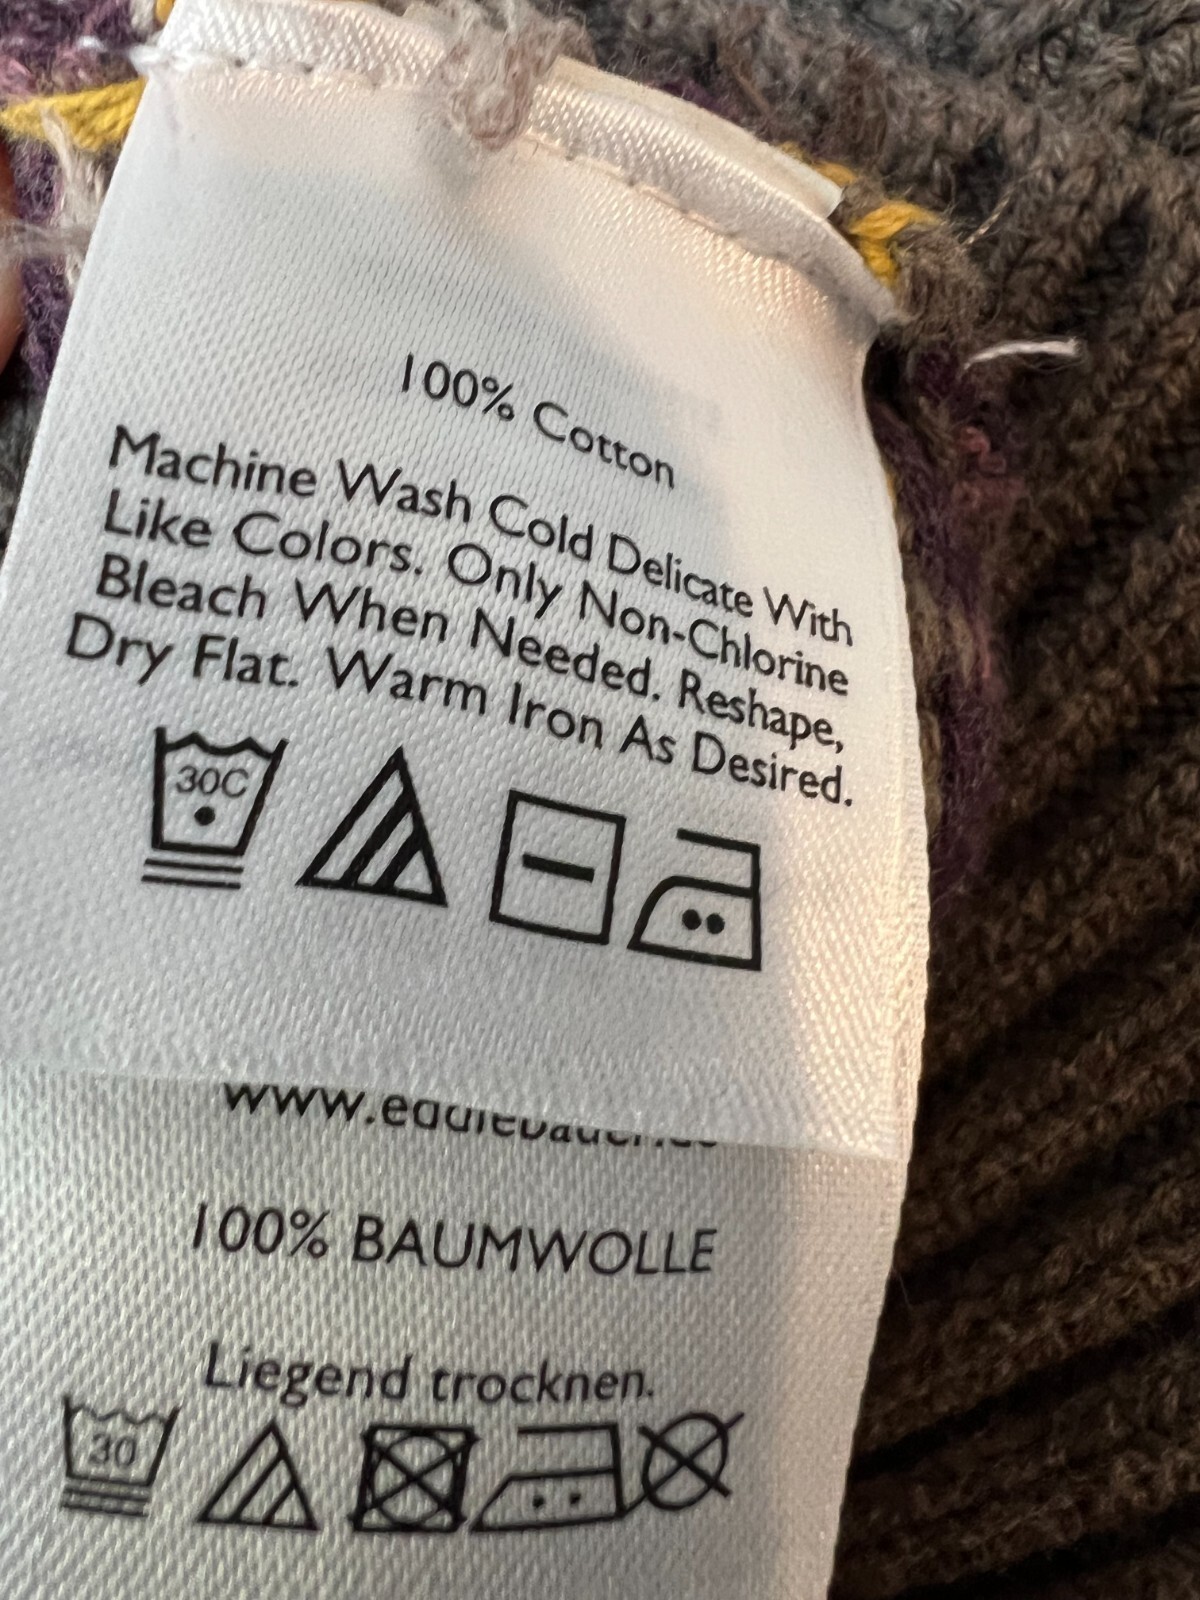 100% Cotton
Machine Wash Cold Delicate With
Like Colors. Only Non-Chlorine
Bleach When Needed. Reshape,
Dry Flat. Warm Iron As Desired.
30C
100% BAUMWOLLE
Liegend trocknen.
30